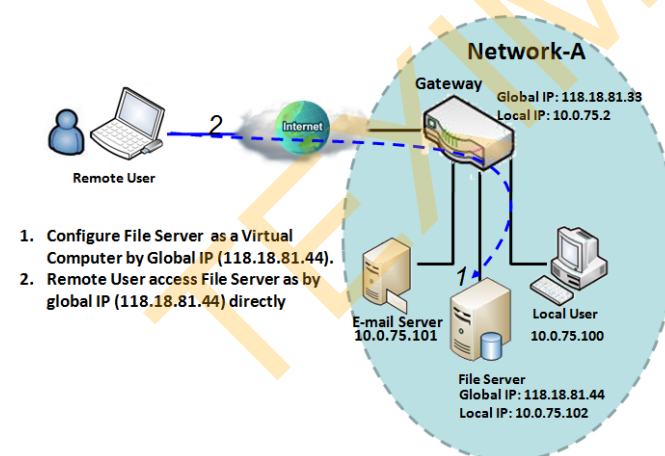 Network-A
Gateway
Global IP: 118.18.81.33
Local IP: 10.0.75.2
2
Internet
Remote User
1. Configure File Server as a Virtual
Computer by Global IP (118.18.81.44).
2. Remote User access File Server as by
global IP (118.18.81.44) directly
1
E-mail Server
10.0.75.101
Local User
10.0.75.100
File Server
Global IP: 118.18.81.44
Local IP: 10.0.75.102